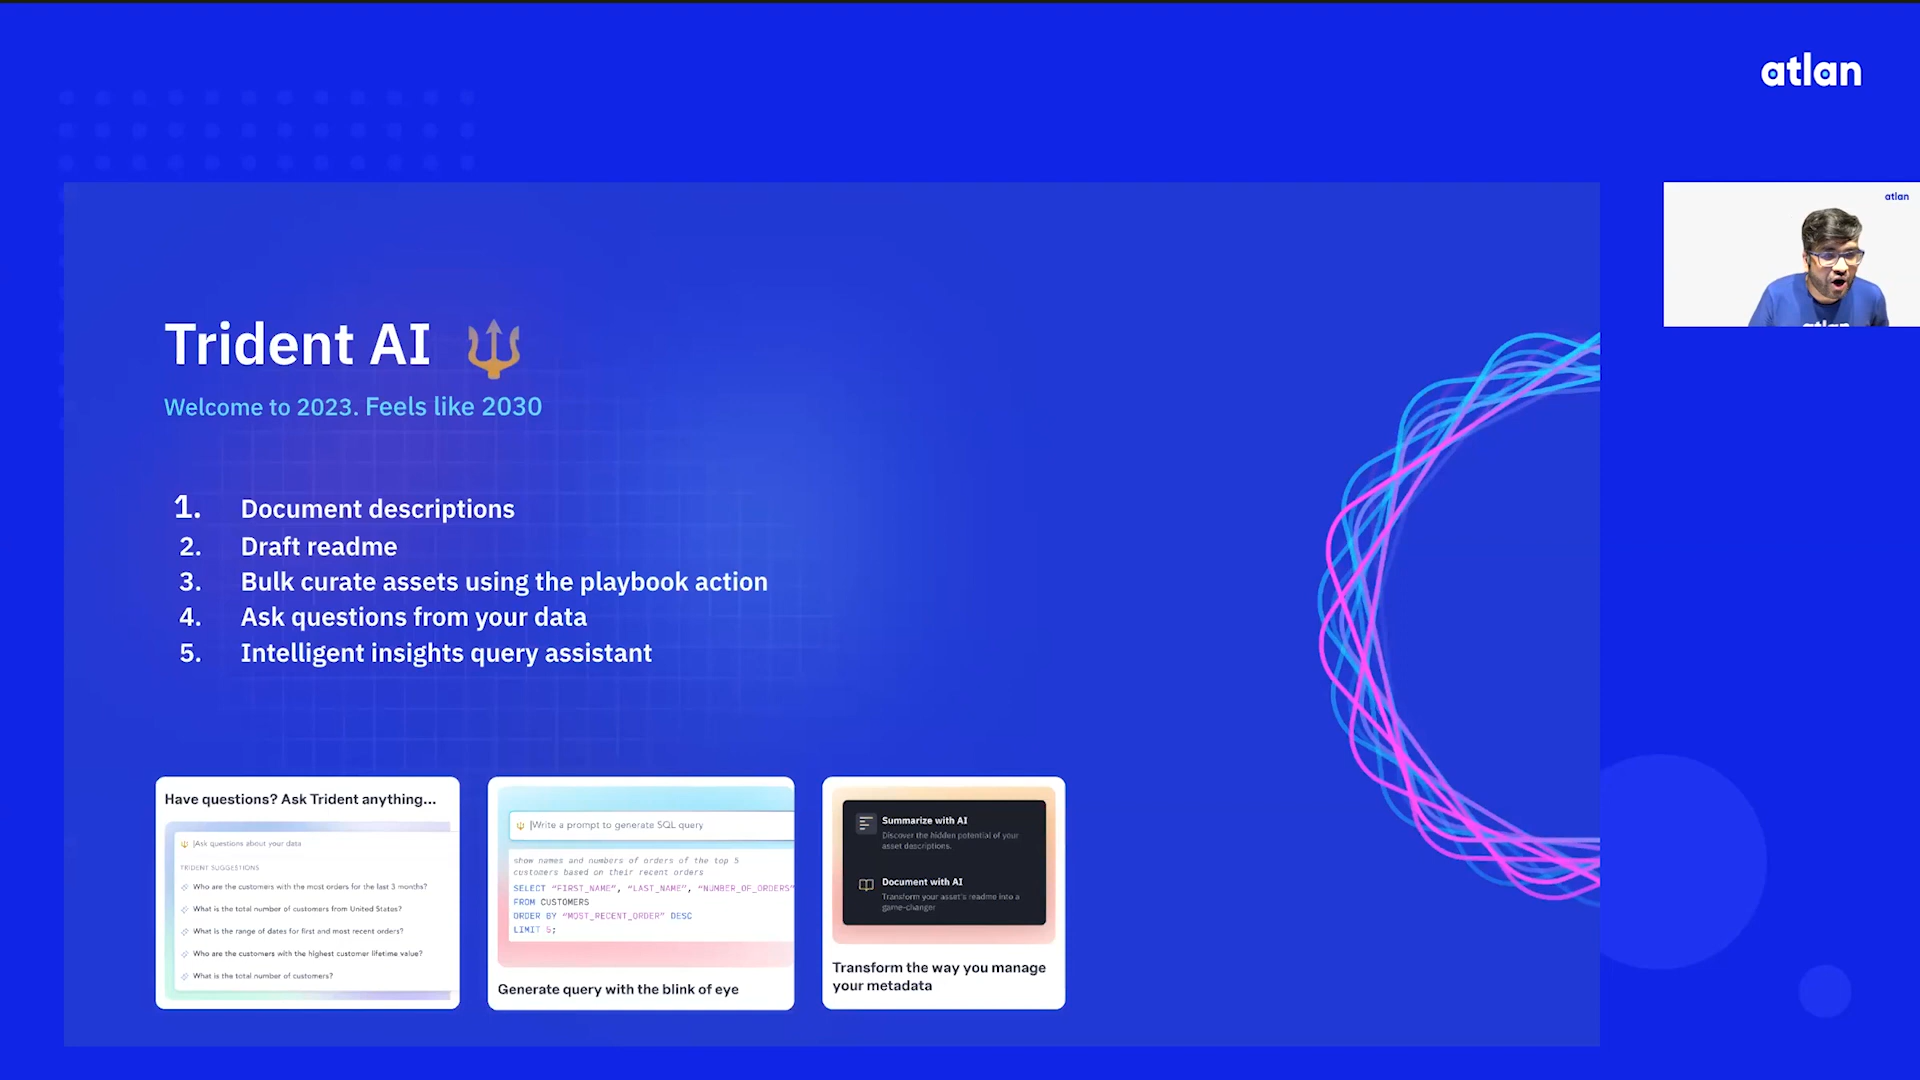 atlan
atlan
atlan
Trident AI
Welcome to 2023. Feels like 2030
1. Document descriptions
2. Draft readme
3. Bulk curate assets using the playbook action
4. Ask questions from your data
5. Intelligent insights query assistant
Have questions? Ask Trident anything...
Ask questions about your data
TRIDENT SUGGESTIONS
Who are the customers with the most orders for the last 3 months?
What is the total number of customers from United States?
What is the range of dates for first and most recent orders?
Who are the customers with the highest customer lifetime value?
What is the total number of customers?
Write a prompt to generate SQL query
show names and numbers of orders of the top 5
customers based on their recent orders
SELECT "FIRST_NAME", "LAST_NAME", "NUMBER_OF_ORDERS"
FROM CUSTOMERS
ORDER BY "MOST_RECENT_ORDER" DESC
LIMIT 5;
Generate query with the blink of eye
Summarize with AI
Discover the hidden potential of your
asset descriptions.
Document with AI
Transform your asset's readme into a
game-changer
Transform the way you manage
your metadata